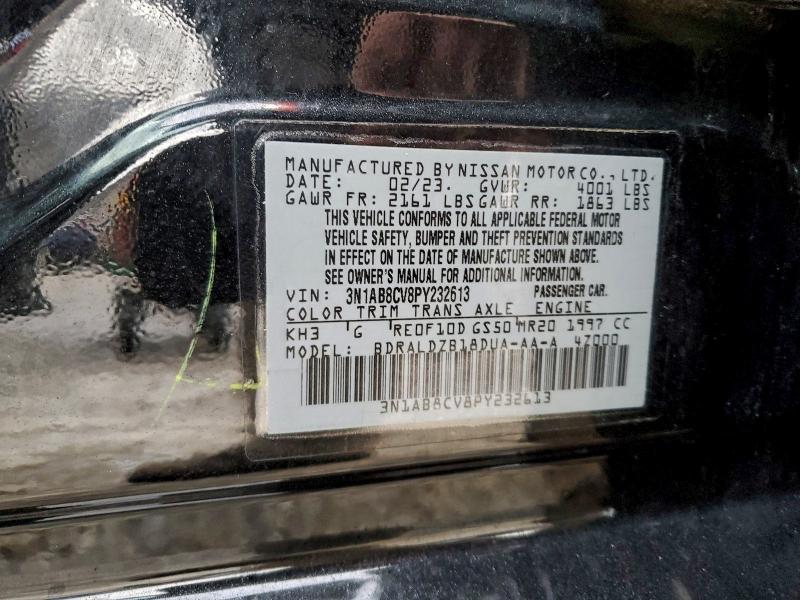 MANUFACTURED BY NISSAN MOTOR CO., LTD.
DATE: 02/23. GVWR: 4001 LBS
GAWR FR: 2161 LBS GAWR RR: 1863 LBS
THIS VEHICLE CONFORMS TO ALL APPLICABLE FEDERAL MOTOR
VEHICLE SAFETY, BUMPER AND THEFT PREVENTION STANDARDS
IN EFFECT ON THE DATE OF MANUFACTURE SHOWN ABOVE.
SEE OWNER'S MANUAL FOR ADDITIONAL INFORMATION.
VIN: 3N1AB8CV8PY232613 PASSENGER CAR.
COLOR TRIM TRANS AXLE ENGINE
KH3 G RE0F10D GS50 MR20 1997 CC
MODEL: BDRALDZB18DUA-AA-A 4Z000
3N1AB8CV8PY232613